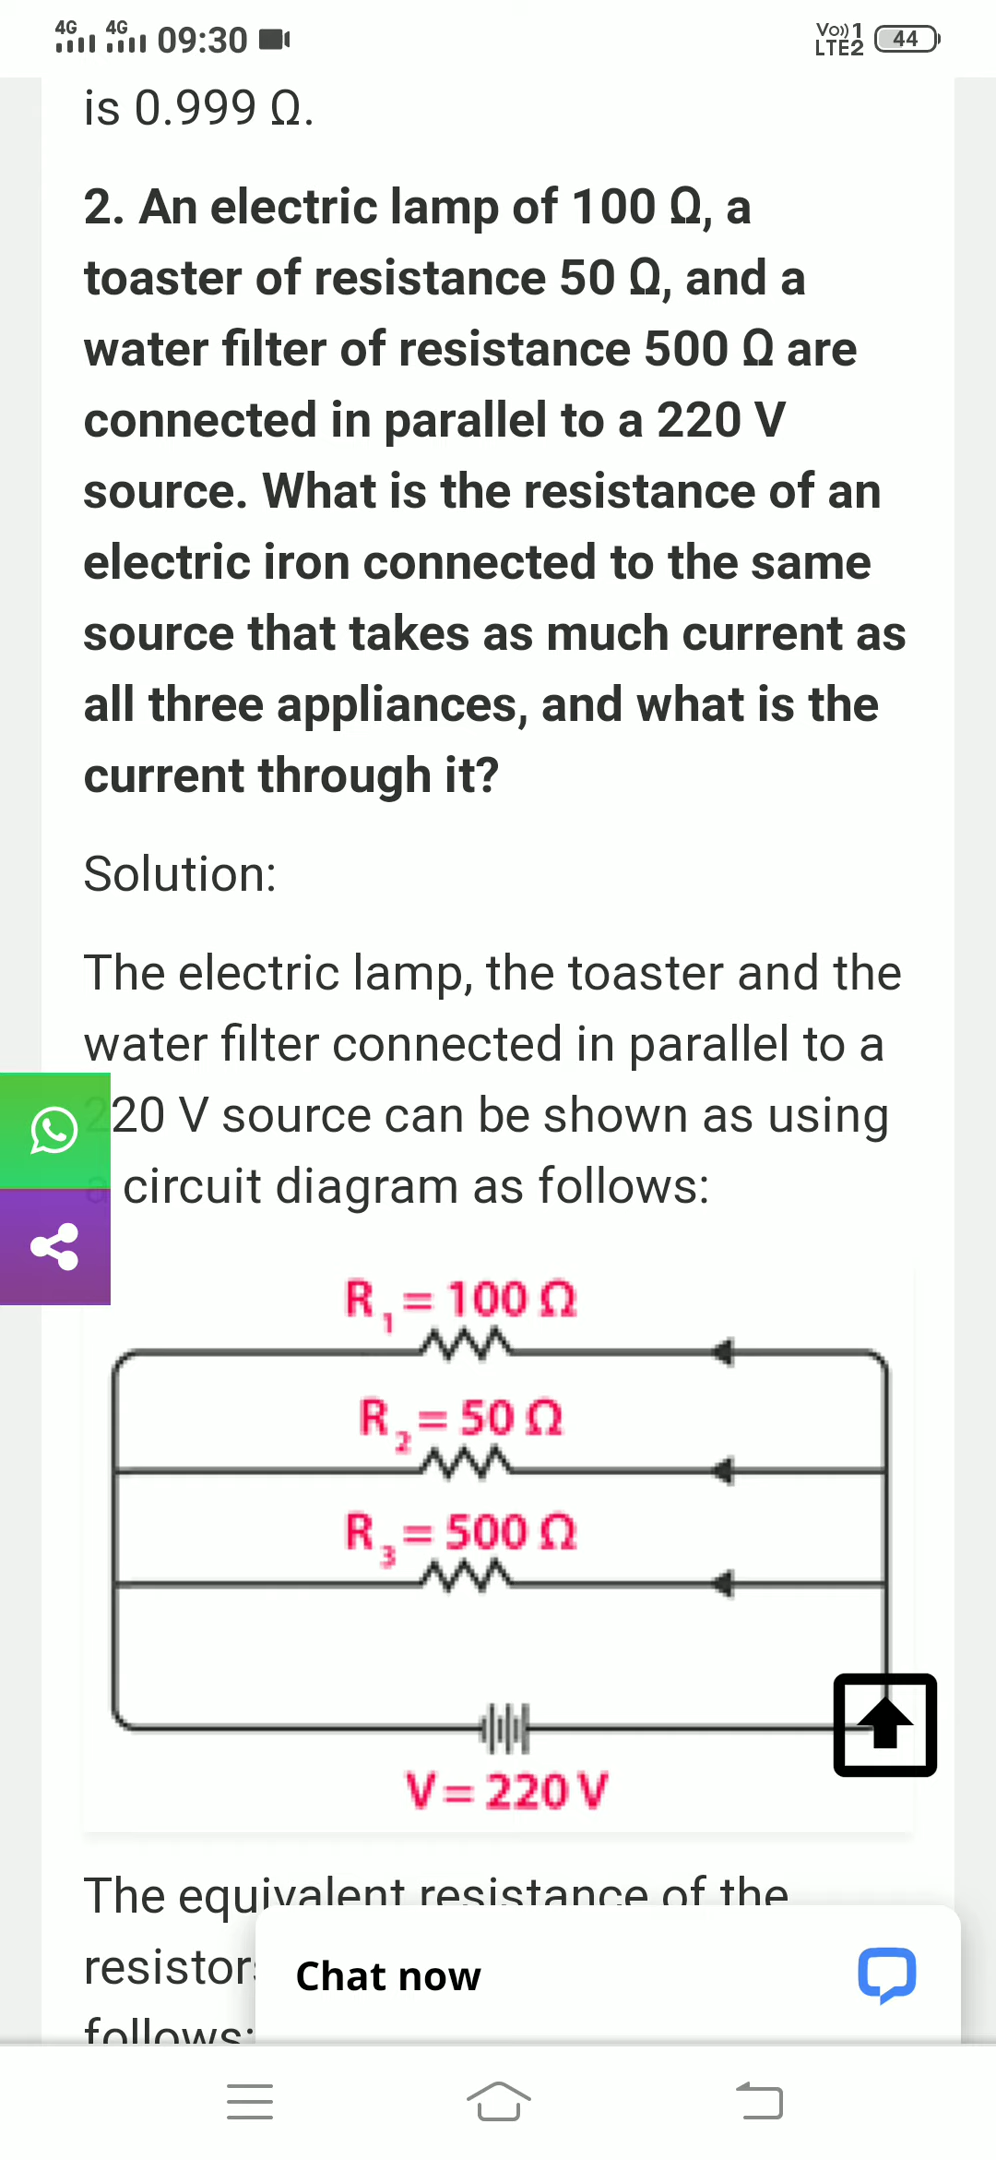 4G 4G 09:30 Vo)) 1 LTE2 44
is 0.999 Ω.
2. An electric lamp of 100 Ω, a
toaster of resistance 50 Ω, and a
water filter of resistance 500 Ω are
connected in parallel to a 220 V
source. What is the resistance of an
electric iron connected to the same
source that takes as much current as
all three appliances, and what is the
current through it?
Solution:
The electric lamp, the toaster and the
water filter connected in parallel to a
220 V source can be shown as using
a circuit diagram as follows:
R₁ = 100 Ω
R₂ = 50 Ω
R₃ = 500 Ω
V = 220 V
The equivalent resistance of the
resistor
follows:
Chat now